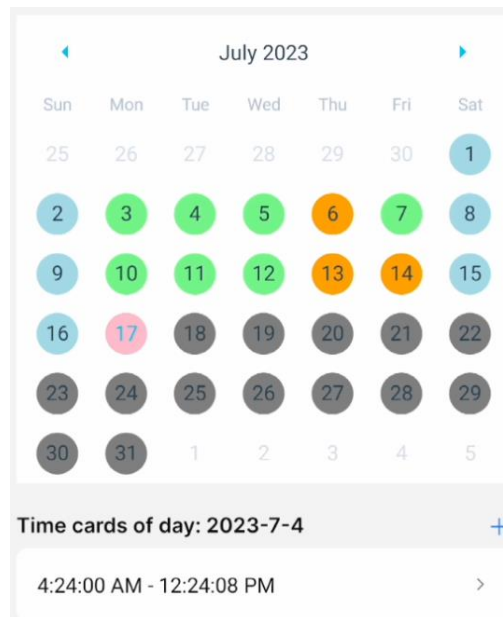 July 2023
Sun Mon Tue Wed Thu Fri Sat
25 26 27 28 29 30 1
2 3 4 5 6 7 8
9 10 11 12 13 14 15
16 17 18 19 20 21 22
23 24 25 26 27 28 29
30 31 1 2 3 4 5
Time cards of day: 2023-7-4 +
4:24:00 AM - 12:24:08 PM >